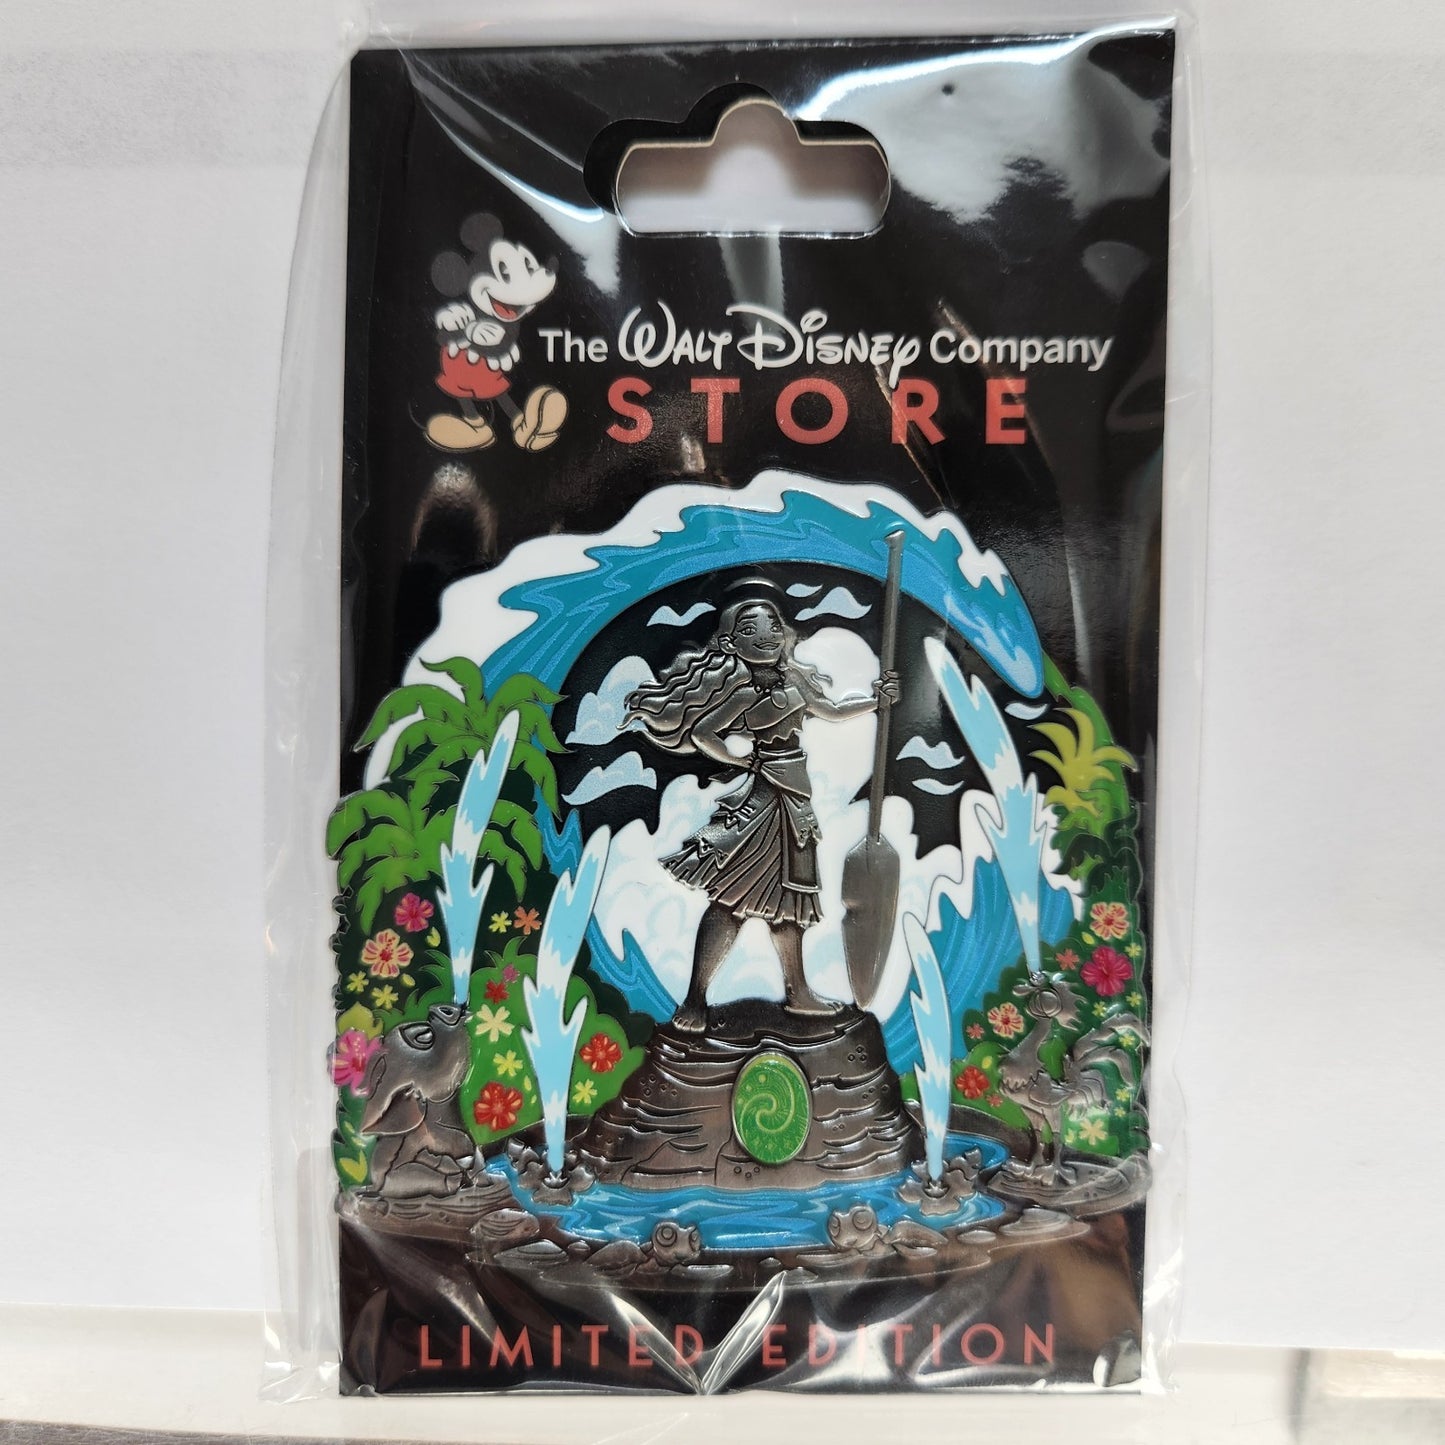 The WALT DISNEY Company
STORE
LIMITED EDITION